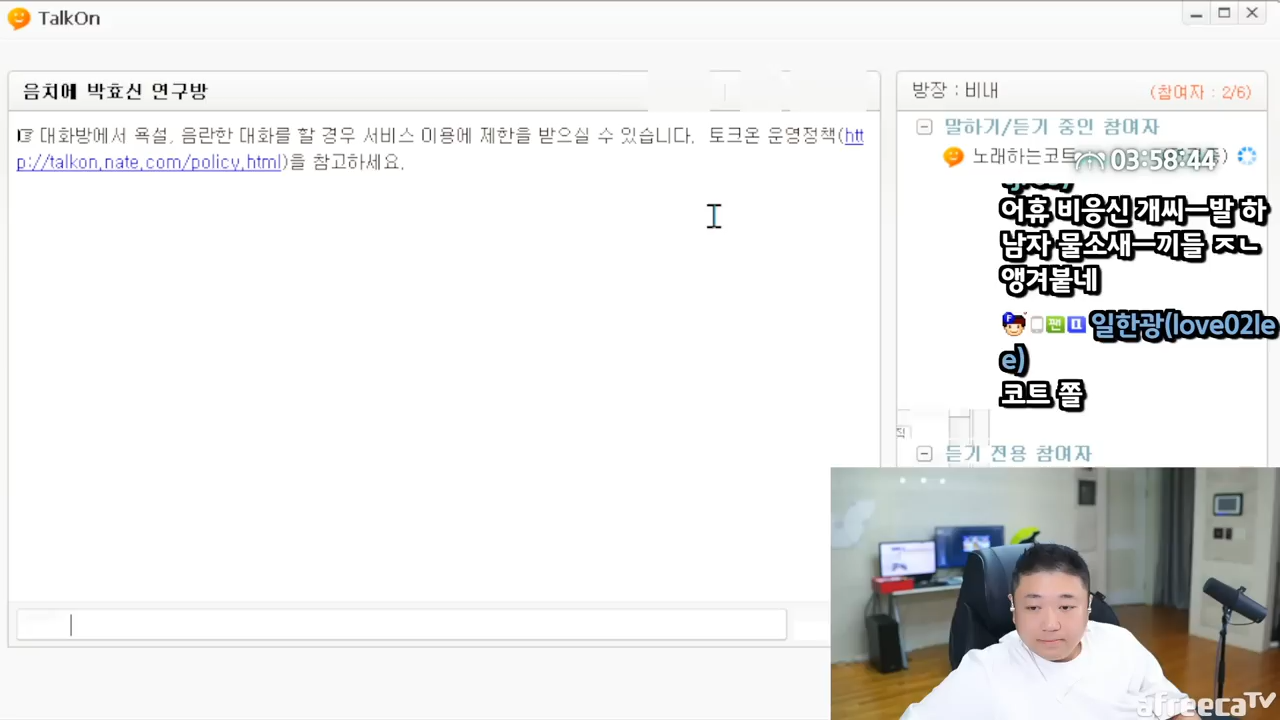 TalkOn
음치에 박효신 연구방
☞ 대화방에서 욕설, 음란한 대화를 할 경우 서비스 이용에 제한을 받으실 수 있습니다. 토크온 운영정책(htt
p://talkon.nate.com/policy.html)을 참고하세요.
방장 : 비내
(참여자 : 2/6)
말하기/듣기 중인 참여자
노래하는코트
03:58:44
어휴 비응신 개씨ㅡ발 하
남자 물소새ㅡ끼들 ㅈㄴ
앵겨붙네
F 팬 일한광(love02le
e)
코트 쫄
듣기 전용 참여자
afreecaTV